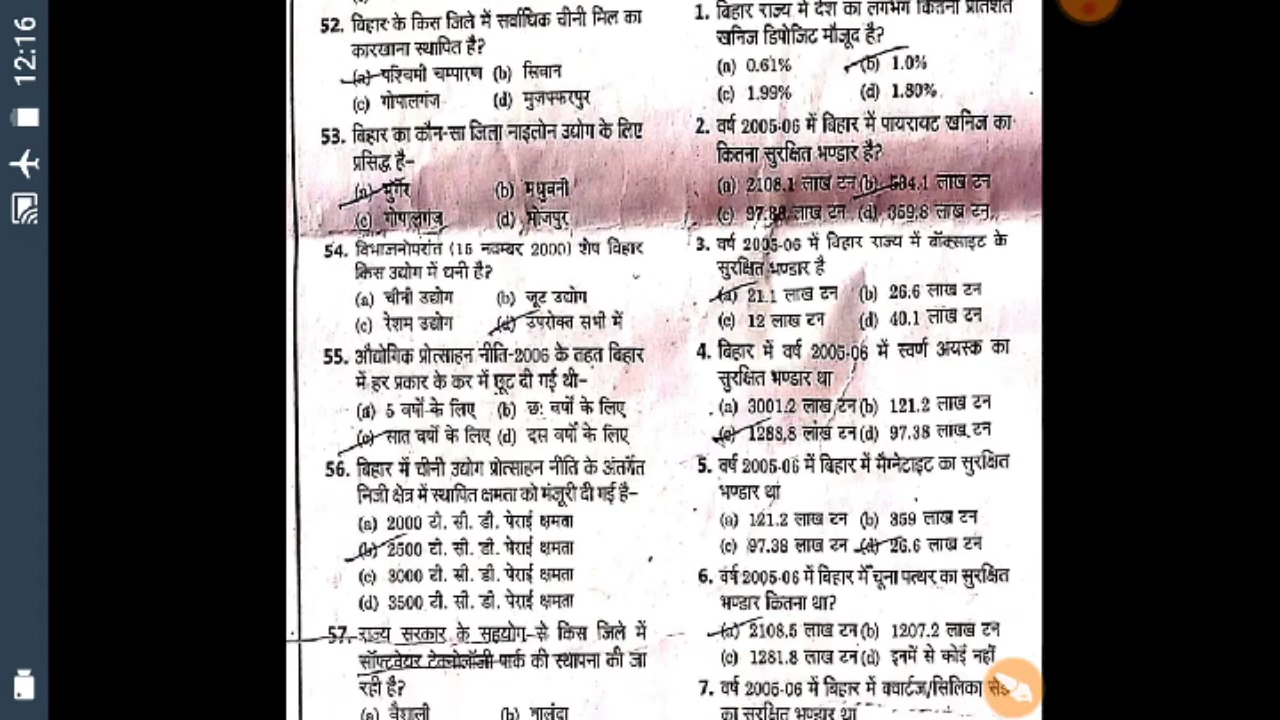 12:16
52. बिहार के किस जिले में सर्वाधिक चीनी मिल का
कारखाना स्थापित है?
(a) पश्चिमी चम्पारण (b) सिवान
(c) गोपालगंज (d) मुजफ्फरपुर
53. बिहार का कौन-सा जिला नाइलोन उद्योग के लिए
प्रसिद्ध है–
(a) मुंगेर (b) मधुबनी
(c) गोपालगंज (d) भोजपुर
54. विभाजनोपरांत (15 नवम्बर 2000) शेष बिहार
किस उद्योग में धनी है?
(a) चीनी उद्योग (b) जूट उद्योग
(c) रेशम उद्योग (d) उपरोक्त सभी में
55. औद्योगिक प्रोत्साहन नीति-2006 के तहत बिहार
में हर प्रकार के कर में छूट दी गई थी–
(a) 5 वर्षों के लिए (b) छः वर्षों के लिए
(c) सात वर्षों के लिए (d) दस वर्षों के लिए
56. बिहार में चीनी उद्योग प्रोत्साहन नीति के अंतर्गत
निजी क्षेत्र में स्थापित क्षमता को मंजूरी दी गई है–
(a) 2000 टी. सी. डी. पेराई क्षमता
(b) 2500 टी. सी. डी. पेराई क्षमता
(c) 3000 टी. सी. डी. पेराई क्षमता
(d) 3500 टी. सी. डी. पेराई क्षमता
57. राज्य सरकार के सहयोग से किस जिले में
सॉफ्टवेयर टेक्नोलॉजी पार्क की स्थापना की जा
रही है?
(a) वैशाली (b) नालंदा
1. बिहार राज्य में देश का लगभग कितना प्रतिशत
खनिज डिपोजिट मौजूद है?
(a) 0.61% (b) 1.0%
(c) 1.99% (d) 1.80%
2. वर्ष 2005-06 में बिहार में पायरायट खनिज का
कितना सुरक्षित भण्डार है?
(a) 2108.1 लाख टन (b) 534.1 लाख टन
(c) 97.38 लाख टन (d) 359.8 लाख टन
3. वर्ष 2005-06 में बिहार राज्य में बॉक्साइट के
सुरक्षित भण्डार है
(a) 21.1 लाख टन (b) 26.6 लाख टन
(c) 12 लाख टन (d) 40.1 लाख टन
4. बिहार में वर्ष 2005-06 में स्वर्ण अयस्क का
सुरक्षित भण्डार था
(a) 3001.2 लाख टन (b) 121.2 लाख टन
(c) 1288.8 लाख टन (d) 97.38 लाख टन
5. वर्ष 2005-06 में बिहार में मैग्नेटाइट का सुरक्षित
भण्डार था
(a) 121.2 लाख टन (b) 359 लाख टन
(c) 97.38 लाख टन (d) 26.6 लाख टन
6. वर्ष 2005-06 में बिहार में चूना पत्थर का सुरक्षित
भण्डार कितना था?
(a) 2108.5 लाख टन (b) 1207.2 लाख टन
(c) 1281.8 लाख टन (d) इनमें से कोई नहीं
7. वर्ष 2005-06 में बिहार में क्वार्टज/सिलिका
का सुरक्षित भण्डार था